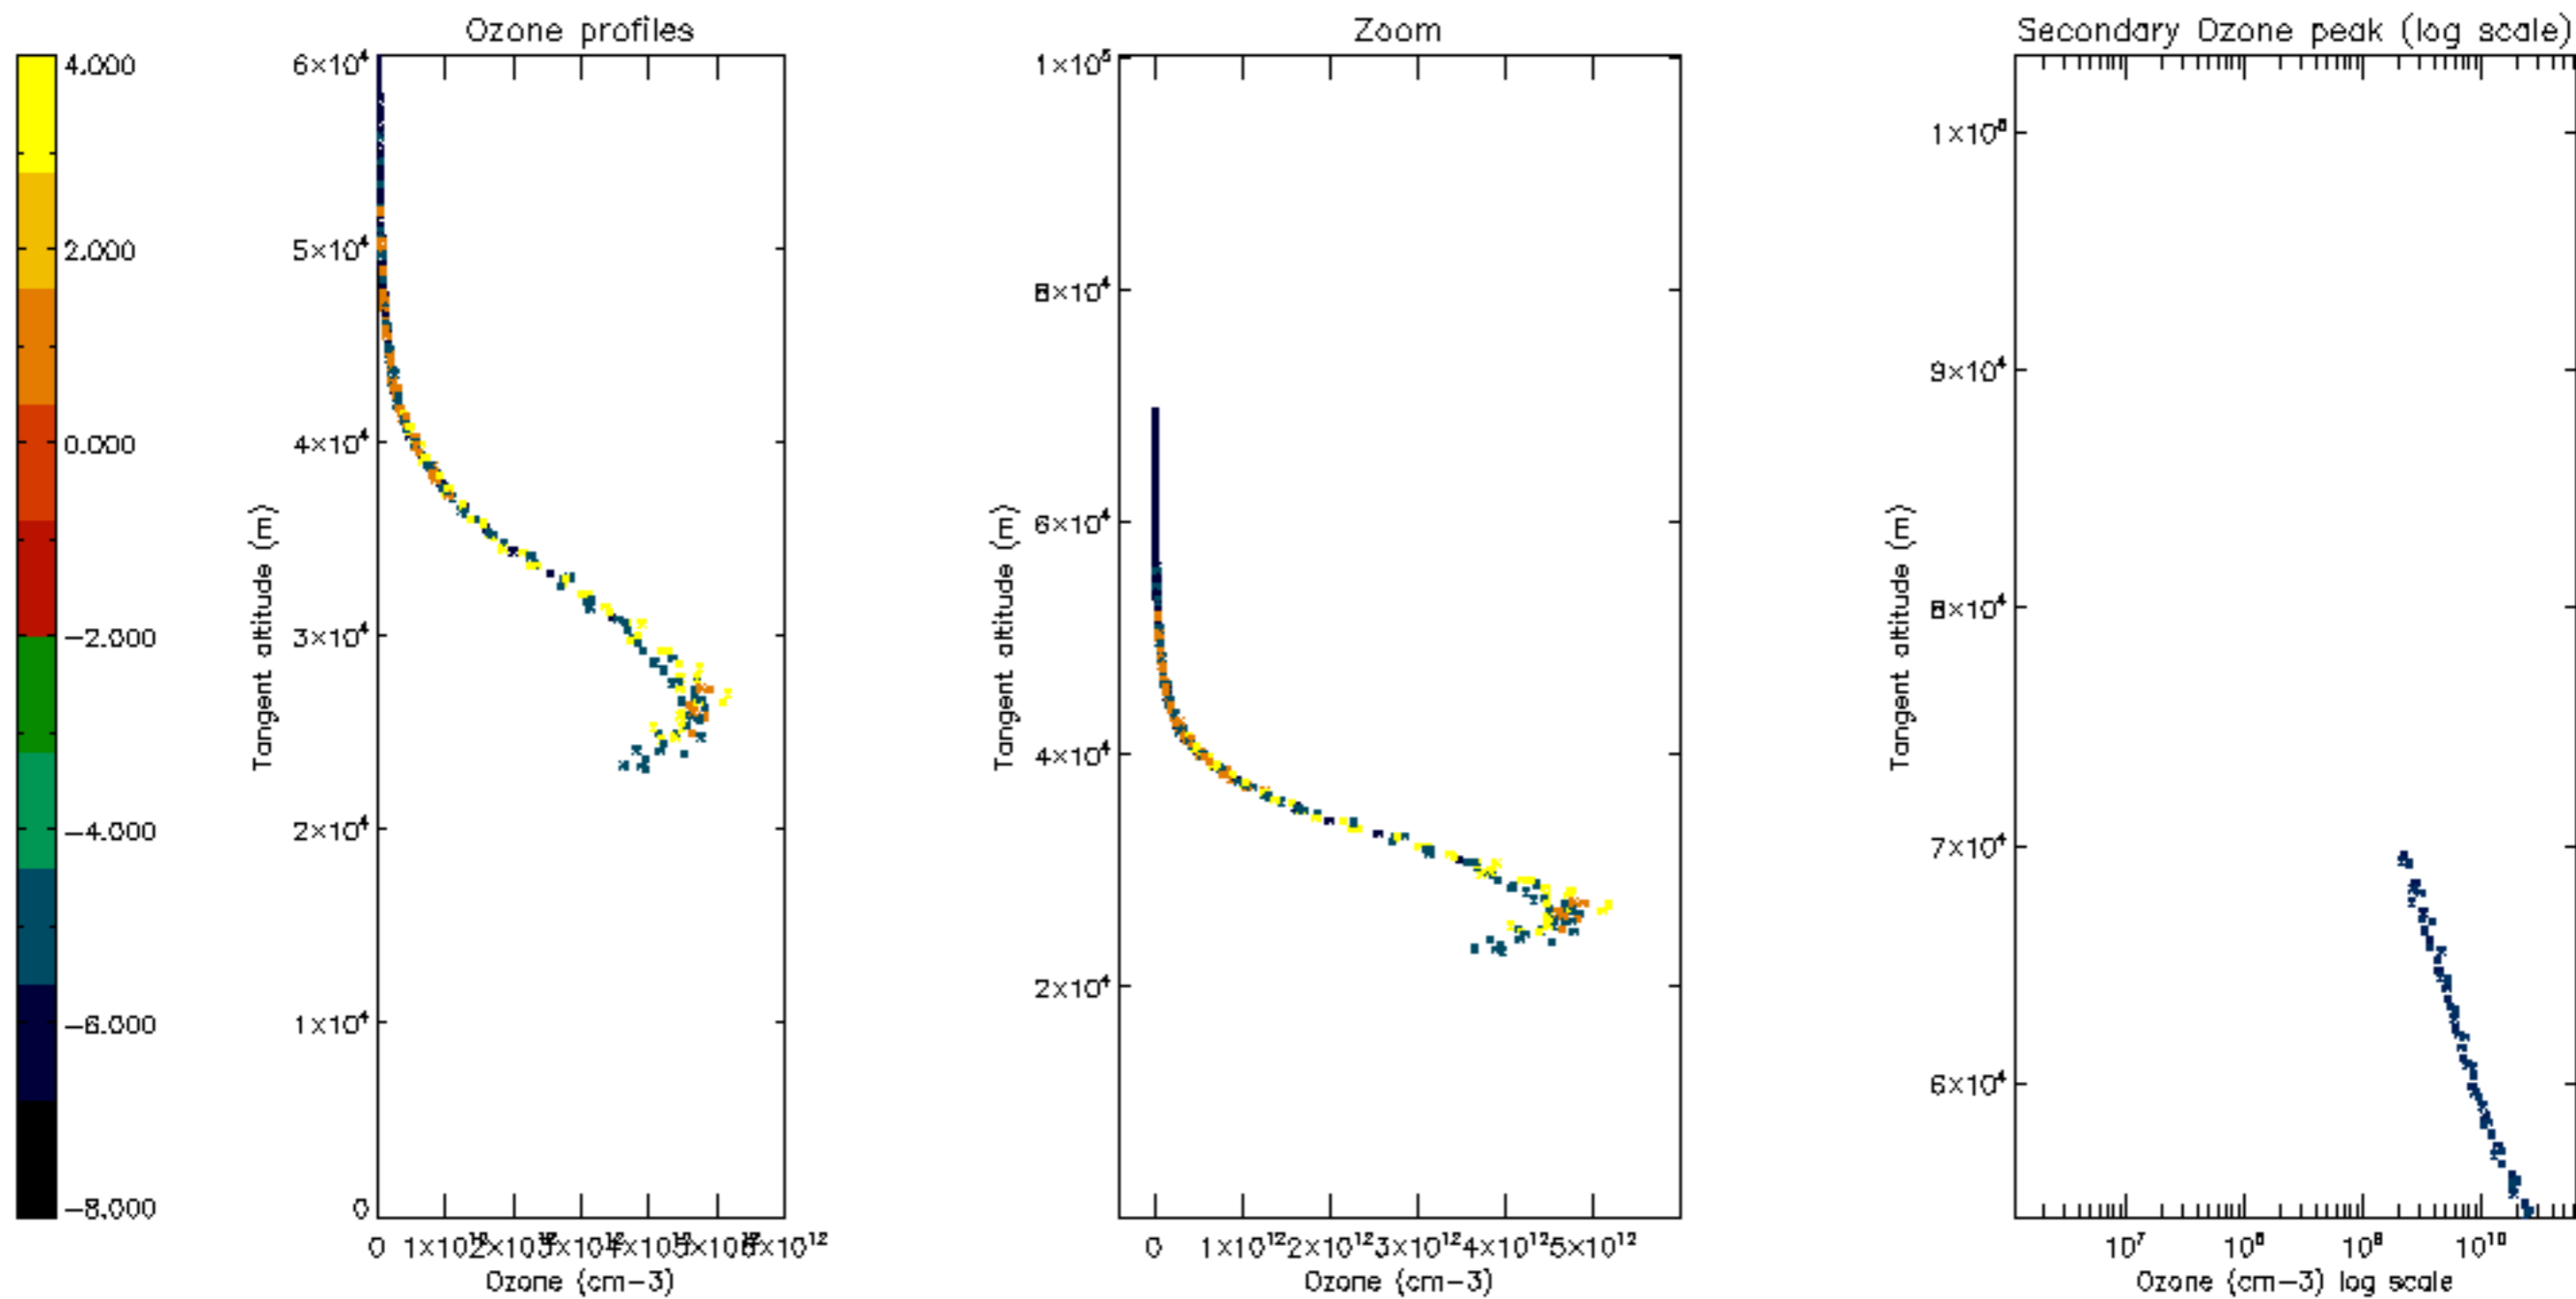 Ozone profiles
Zoom
Secondary Ozone peak (log scale)
4.000
2.000
0.000
−2.000
−4.000
−6.000
−8.000
6×10⁴
5×10⁴
4×10⁴
3×10⁴
2×10⁴
1×10⁴
0
Tangent altitude (m)
0
Ozone (cm−3)
1×10⁵
8×10⁴
6×10⁴
4×10⁴
2×10⁴
Tangent altitude (m)
0 1×10¹² 2×10¹² 3×10¹² 4×10¹² 5×10¹²
Ozone (cm−3)
9×10⁴
8×10⁴
7×10⁴
6×10⁴
Tangent altitude (m)
10⁷ 10⁸ 10⁹ 10¹⁰
Ozone (cm−3) log scale